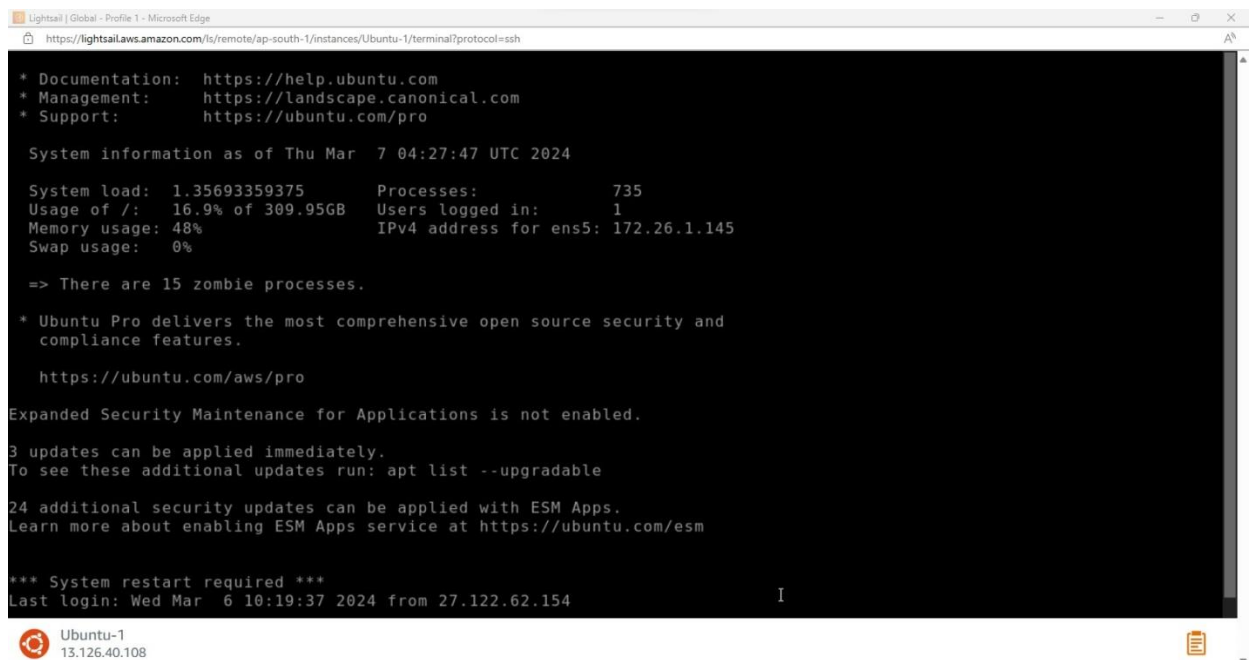 Lightsail | Global - Profile 1 - Microsoft Edge
https://lightsail.aws.amazon.com/ls/remote/ap-south-1/instances/Ubuntu-1/terminal?protocol=ssh
* Documentation:  https://help.ubuntu.com
* Management:     https://landscape.canonical.com
* Support:        https://ubuntu.com/pro
System information as of Thu Mar  7 04:27:47 UTC 2024
System load:  1.35693359375      Processes:             735
Usage of /:   16.9% of 309.95GB  Users logged in:       1
Memory usage: 48%                IPv4 address for ens5: 172.26.1.145
Swap usage:   0%
=> There are 15 zombie processes.
* Ubuntu Pro delivers the most comprehensive open source security and
compliance features.
https://ubuntu.com/aws/pro
Expanded Security Maintenance for Applications is not enabled.
3 updates can be applied immediately.
To see these additional updates run: apt list --upgradable
24 additional security updates can be applied with ESM Apps.
Learn more about enabling ESM Apps service at https://ubuntu.com/esm
*** System restart required ***
Last login: Wed Mar  6 10:19:37 2024 from 27.122.62.154
Ubuntu-1
13.126.40.108